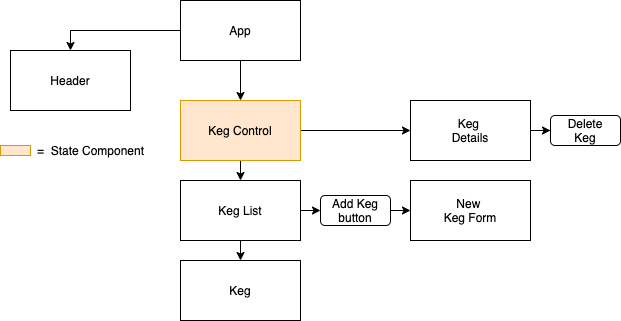 App
Header
Keg Control
Keg
Details
Delete
Keg
= State Component
Keg List
Add Keg
button
New
Keg Form
Keg